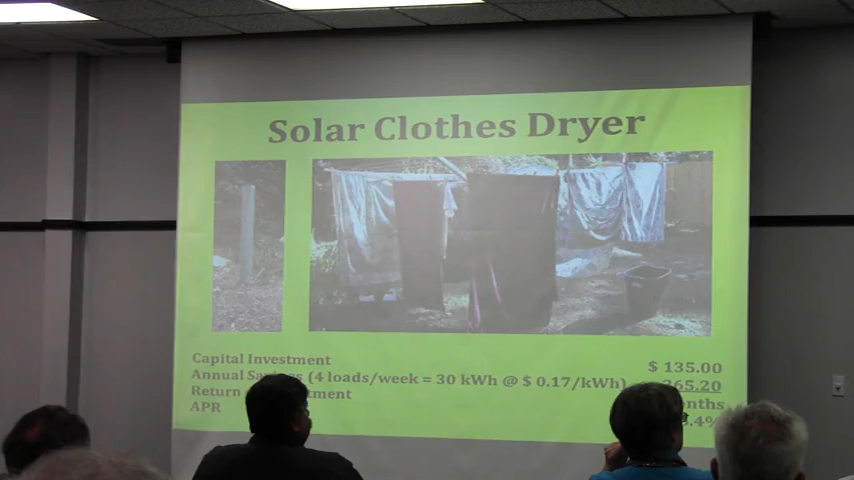 Solar Clothes Dryer
Capital Investment $ 135.00
Annual (4 loads/week = 30 kWh @ $ 0.17/kWh) 265.20
Return
APR